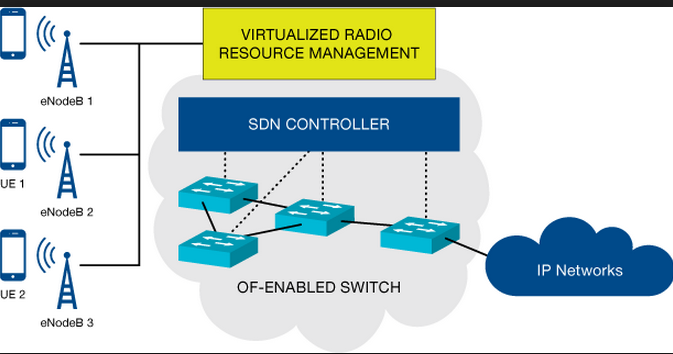 VIRTUALIZED RADIO
RESOURCE MANAGEMENT
eNodeB 1
SDN CONTROLLER
UE 1
eNodeB 2
IP Networks
OF-ENABLED SWITCH
UE 2
eNodeB 3